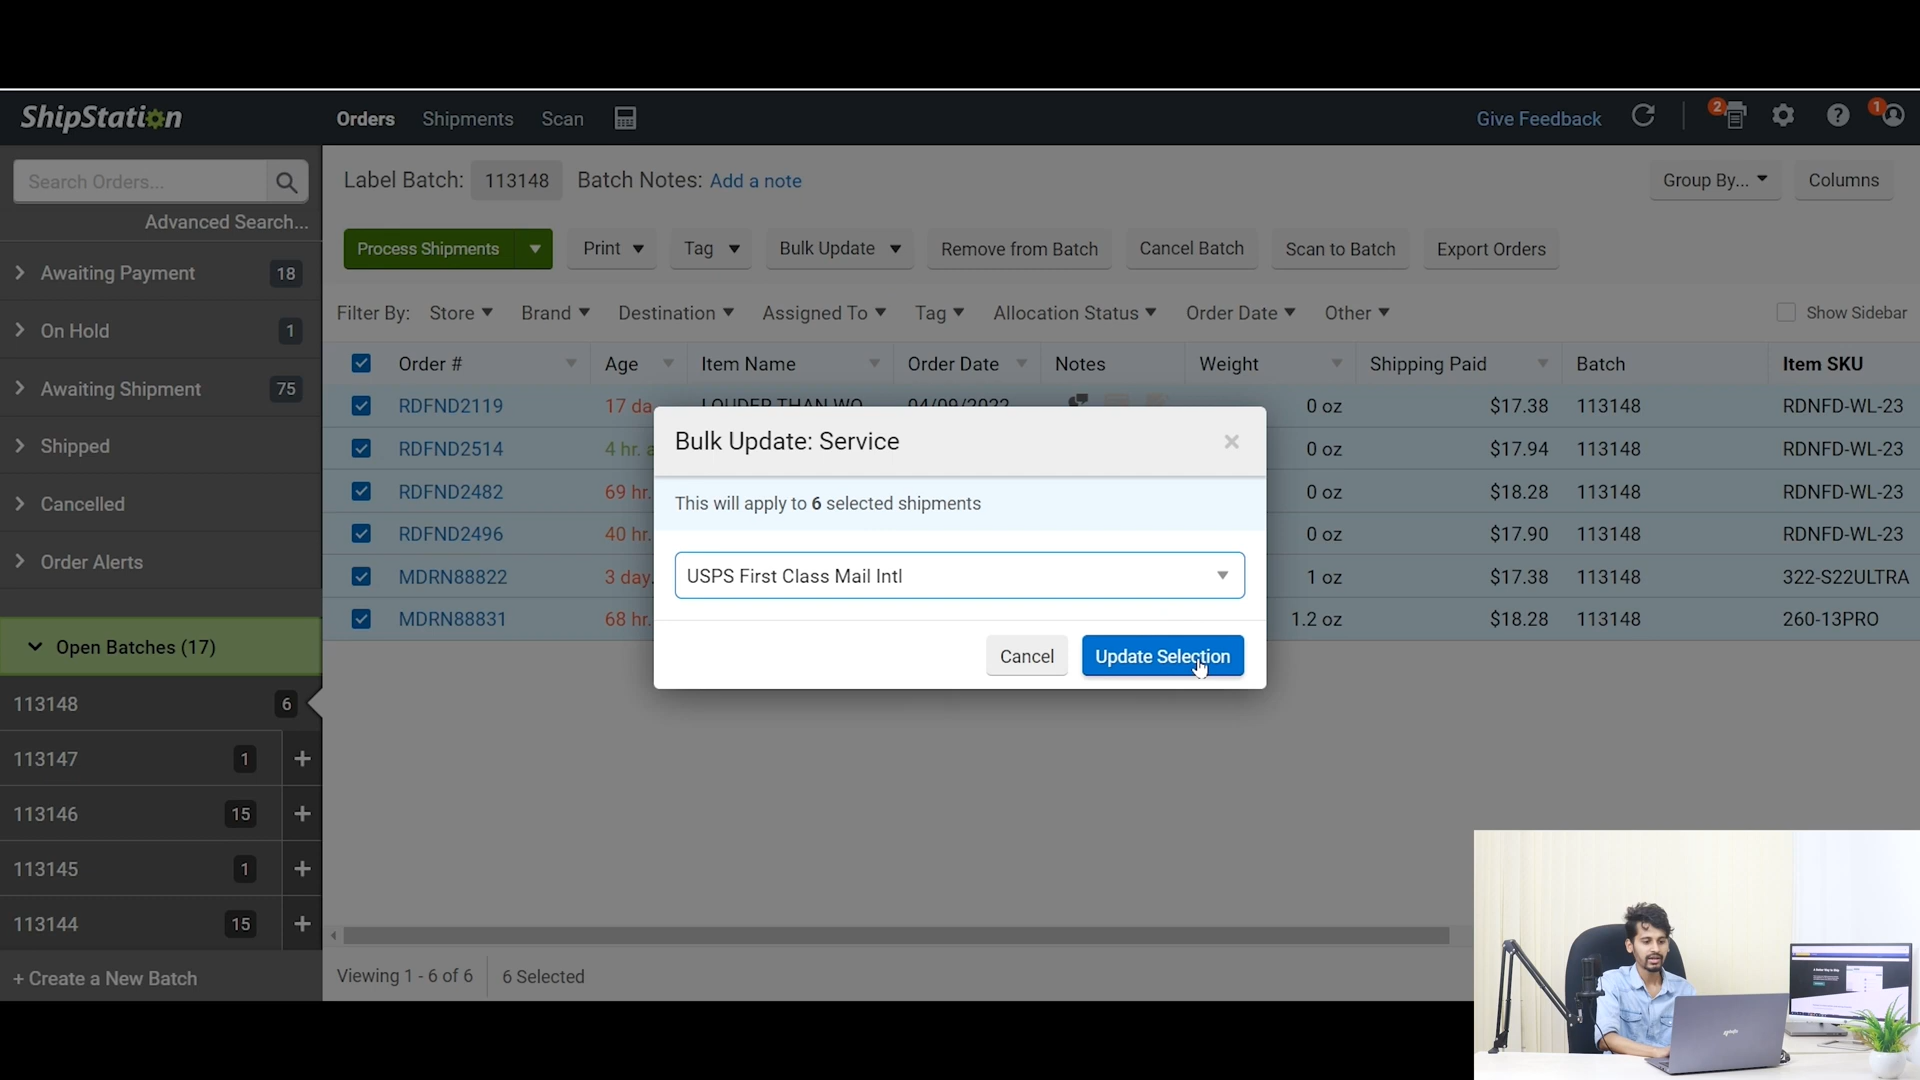 ShipStation
Orders Shipments Scan
Give Feedback
2
1
Search Orders...
Advanced Search...
Label Batch: 113148 Batch Notes: Add a note
Group By... Columns
Process Shipments Print Tag Bulk Update Remove from Batch Cancel Batch Scan to Batch Export Orders
Filter By: Store Brand Destination Assigned To Tag Allocation Status Order Date Other Show Sidebar
Awaiting Payment 18
On Hold 1
Awaiting Shipment 75
Shipped
Cancelled
Order Alerts
Open Batches (17)
113148 6
113147 1 +
113146 15 +
113145 1 +
113144 15 +
+ Create a New Batch
Order # Age Item Name Order Date Notes Weight Shipping Paid Batch Item SKU
RDFND2119 17 da LOUDER THAN WO 04/09/2022 0 oz $17.38 113148 RDNFD-WL-23
RDFND2514 4 hr. a 0 oz $17.94 113148 RDNFD-WL-23
RDFND2482 69 hr. 0 oz $18.28 113148 RDNFD-WL-23
RDFND2496 40 hr. 0 oz $17.90 113148 RDNFD-WL-23
MDRN88822 3 day. 1 oz $17.38 113148 322-S22ULTRA
MDRN88831 68 hr. 1.2 oz $18.28 113148 260-13PRO
Bulk Update: Service
This will apply to 6 selected shipments
USPS First Class Mail Intl
Cancel Update Selection
Viewing 1 - 6 of 6 6 Selected